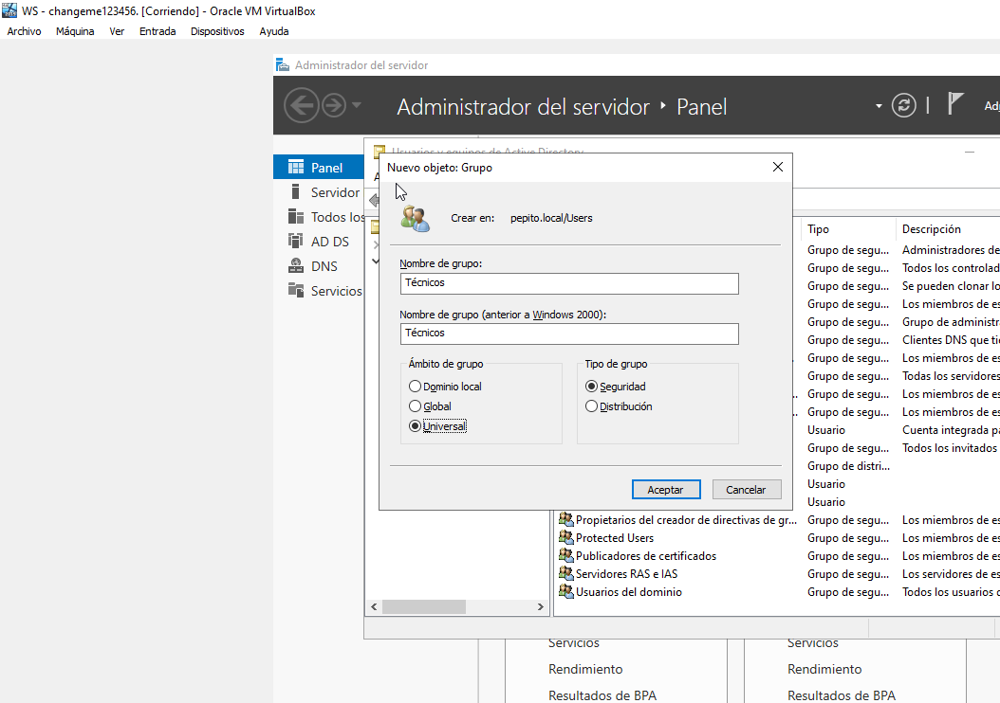 WS - changeme123456. [Corriendo] - Oracle VM VirtualBox
Archivo Máquina Ver Entrada Dispositivos Ayuda
Administrador del servidor
Administrador del servidor ‣ Panel
Panel
Servidor
Todos los
AD DS
DNS
Servicios
Usuarios y equipos de Active Directory
Nuevo objeto: Grupo
Crear en: pepito.local/Users
Nombre de grupo:
Técnicos
Nombre de grupo (anterior a Windows 2000):
Técnicos
Ámbito de grupo
Dominio local
Global
Universal
Tipo de grupo
Seguridad
Distribución
Aceptar Cancelar
Tipo Descripción
Grupo de segu... Administradores de
Grupo de segu... Todos los controlad
Grupo de segu... Se pueden clonar lo
Grupo de segu... Los miembros de es
Grupo de segu... Grupo de administra
Grupo de segu... Clientes DNS que tie
Grupo de segu... Los miembros de es
Grupo de segu... Todas los servidores
Grupo de segu... Los miembros de es
Grupo de segu... Los miembros de es
Usuario Cuenta integrada pa
Grupo de segu... Todos los invitados
Grupo de distri...
Usuario
Usuario
Propietarios del creador de directivas de gr... Grupo de segu... Los miembros de es
Protected Users Grupo de segu... Los miembros de es
Publicadores de certificados Grupo de segu... Los miembros de es
Servidores RAS e IAS Grupo de segu... Los servidores de es
Usuarios del dominio Grupo de segu... Todos los usuarios d
Servicios Servicios
Rendimiento Rendimiento
Resultados de BPA Resultados de BPA